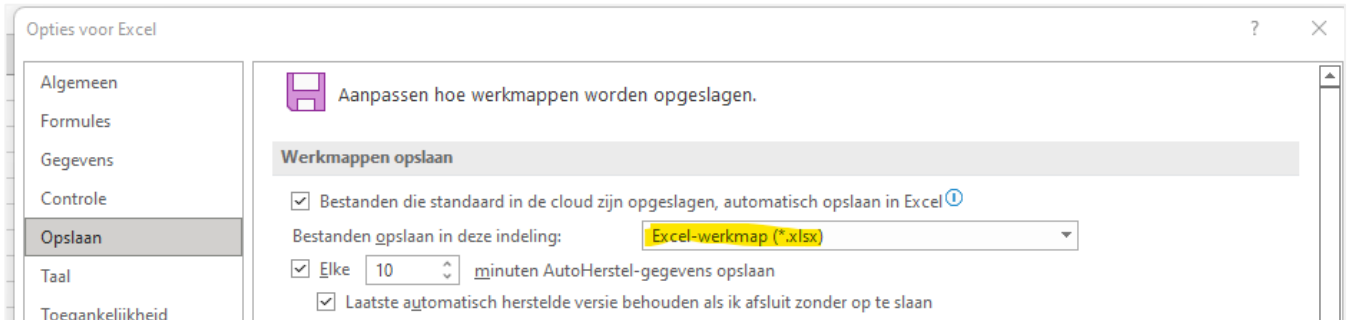 Opties voor Excel
?
Algemeen
Formules
Gegevens
Controle
Opslaan
Taal
Toegankelijkheid
Aanpassen hoe werkmappen worden opgeslagen.
Werkmappen opslaan
Bestanden die standaard in de cloud zijn opgeslagen, automatisch opslaan in Excel
Bestanden opslaan in deze indeling: Excel-werkmap (*.xlsx)
Elke 10 minuten AutoHerstel-gegevens opslaan
Laatste automatisch herstelde versie behouden als ik afsluit zonder op te slaan